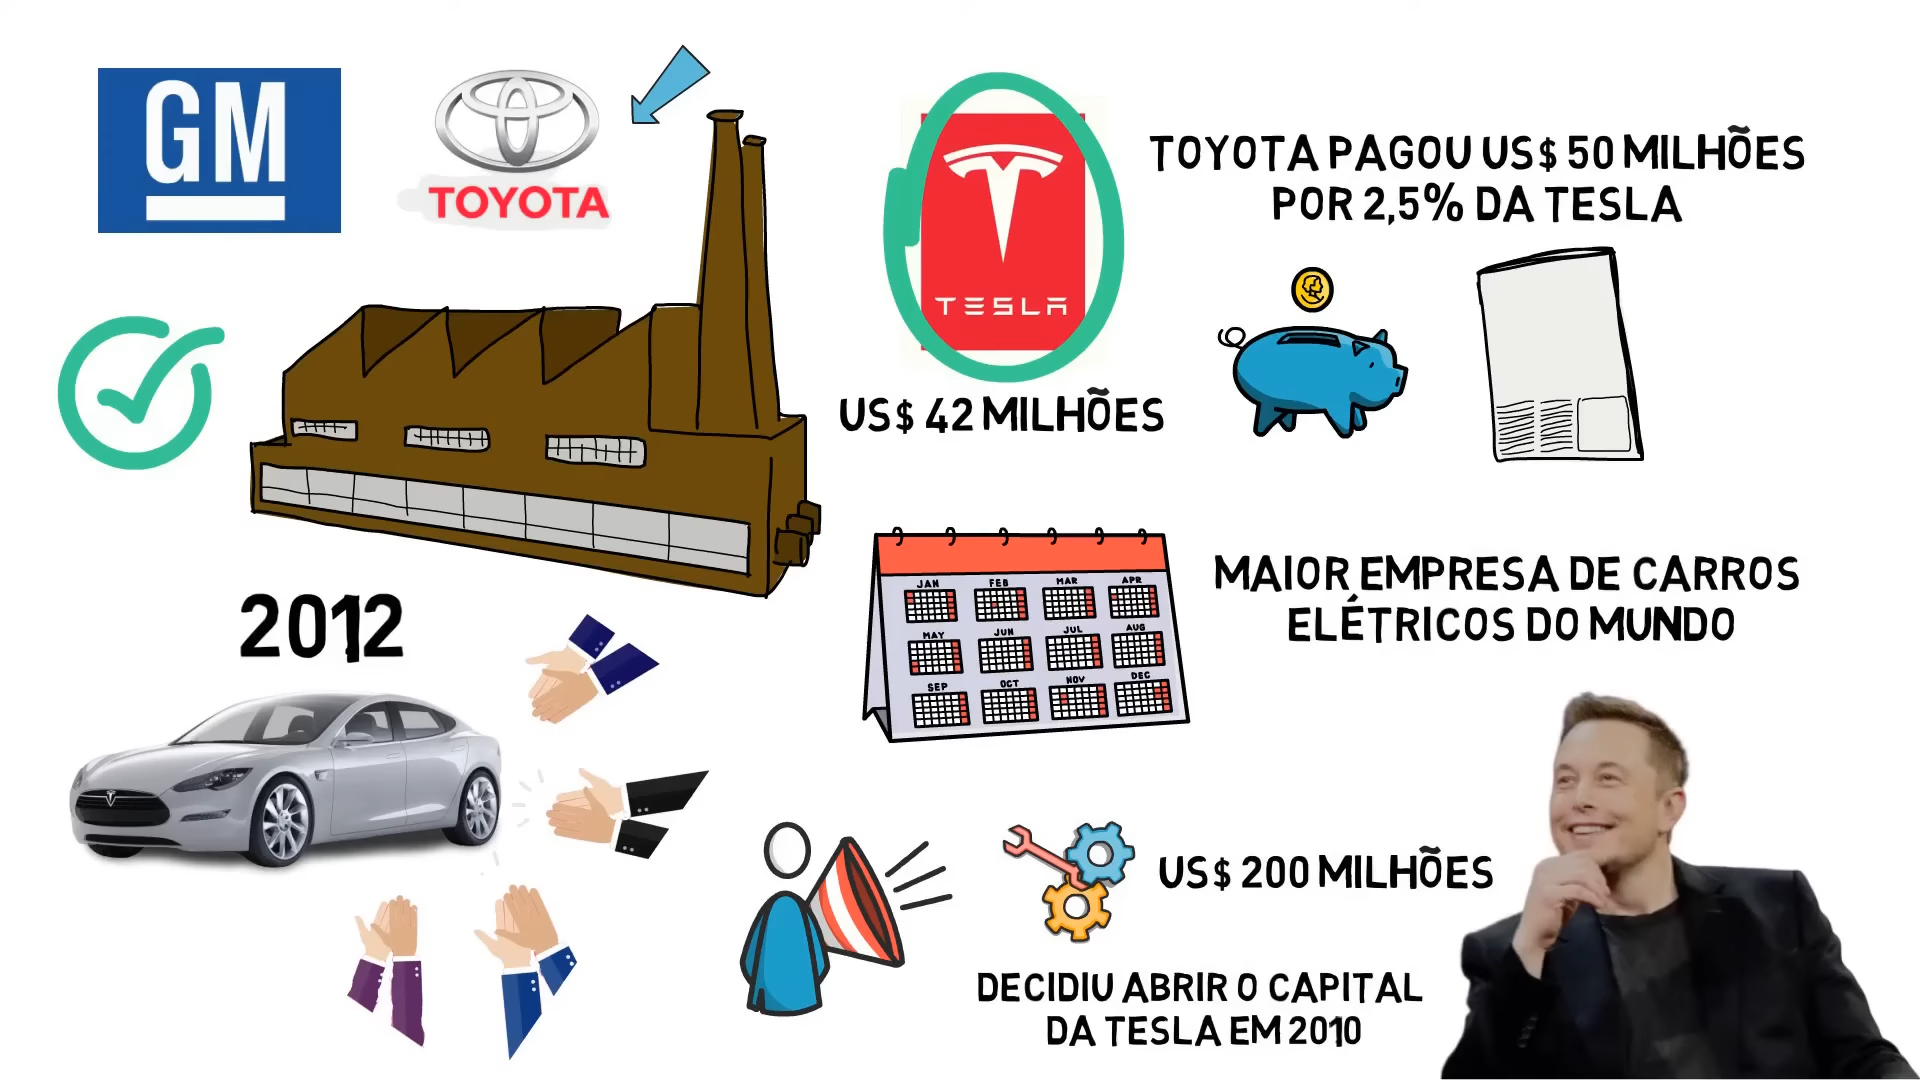 GM
TOYOTA
TESLA
TOYOTA PAGOU US$ 50 MILHÕES
POR 2,5% DA TESLA
US$ 42 MILHÕES
JAN FEB MAR APR
MAY JUN JUL AUG
SEP OCT NOV DEC
MAIOR EMPRESA DE CARROS
ELÉTRICOS DO MUNDO
2012
US$ 200 MILHÕES
DECIDIU ABRIR O CAPITAL
DA TESLA EM 2010